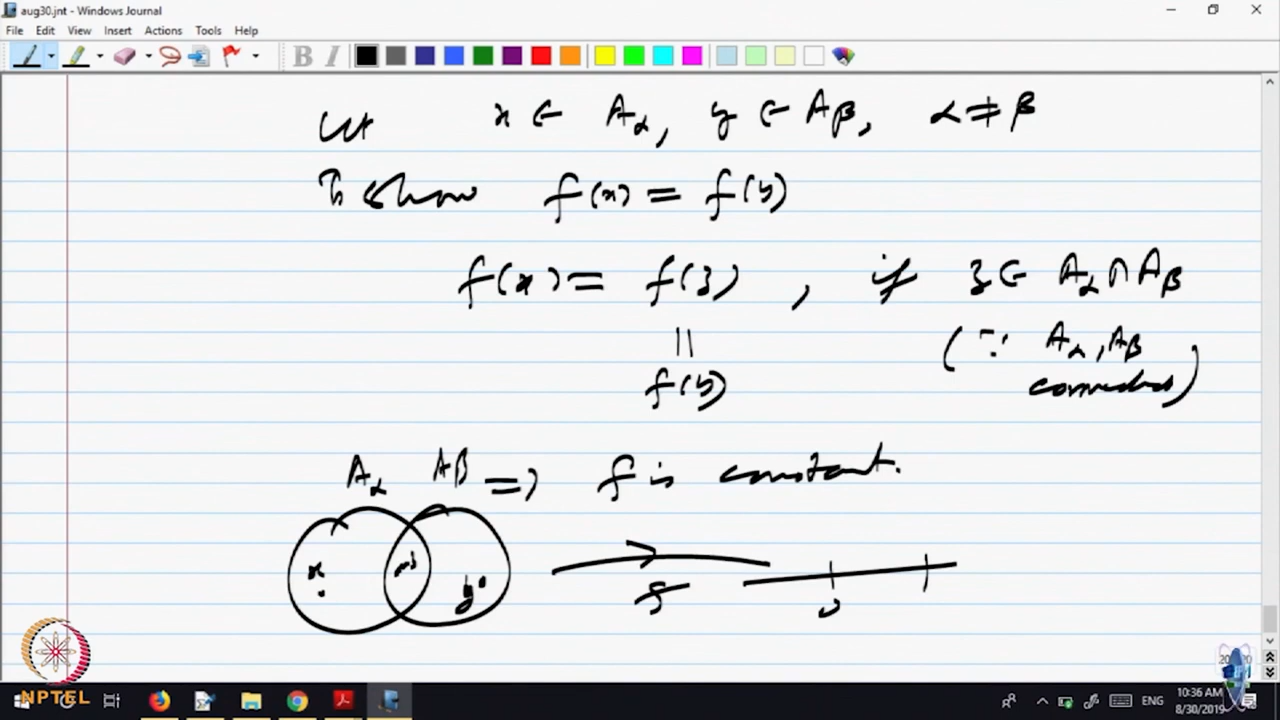 aug30.jnt - Windows Journal
File Edit View Insert Actions Tools Help
B I
Let x ∈ Aα, y ∈ Aβ, α ≠ β
To show f(x) = f(y)
f(x) = f(z), if z ∈ Aα ∩ Aβ
|| (∵ Aα, Aβ
f(y) connected)
Aα Aβ => f is constant.
x z y f 0
NPTEL
ENG
10:36 AM
8/30/2019